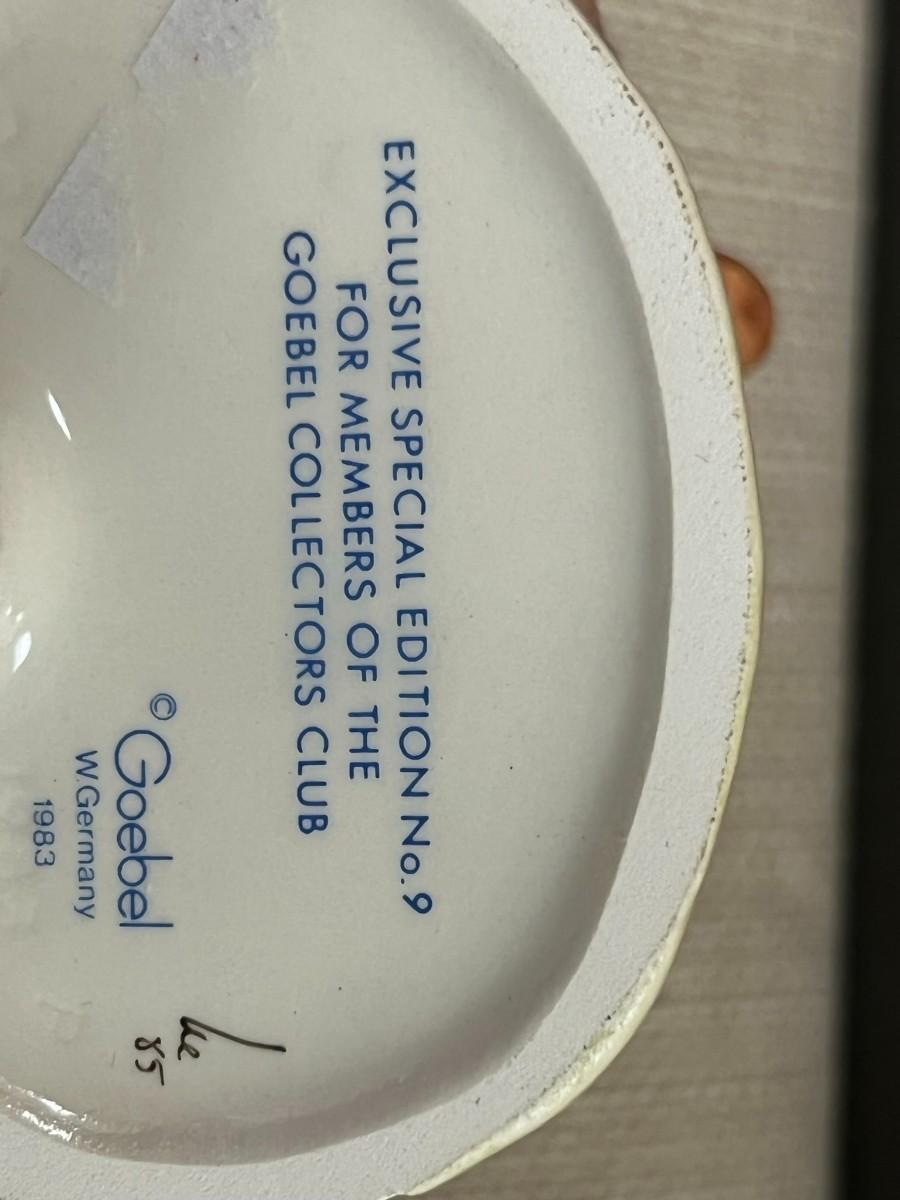 EXCLUSIVE SPECIAL EDITION No. 9
FOR MEMBERS OF THE
GOEBEL COLLECTORS CLUB
© Goebel
W.Germany
1983
85